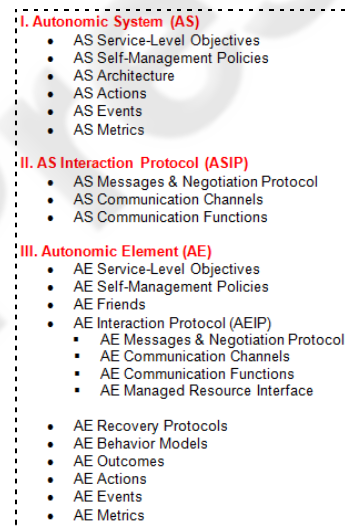 I. Autonomic System (AS)
• AS Service-Level Objectives
• AS Self-Management Policies
• AS Architecture
• AS Actions
• AS Events
• AS Metrics
II. AS Interaction Protocol (ASIP)
• AS Messages & Negotiation Protocol
• AS Communication Channels
• AS Communication Functions
III. Autonomic Element (AE)
• AE Service-Level Objectives
• AE Self-Management Policies
• AE Friends
• AE Interaction Protocol (AEIP)
▪ AE Messages & Negotiation Protocol
▪ AE Communication Channels
▪ AE Communication Functions
▪ AE Managed Resource Interface
• AE Recovery Protocols
• AE Behavior Models
• AE Outcomes
• AE Actions
• AE Events
• AE Metrics